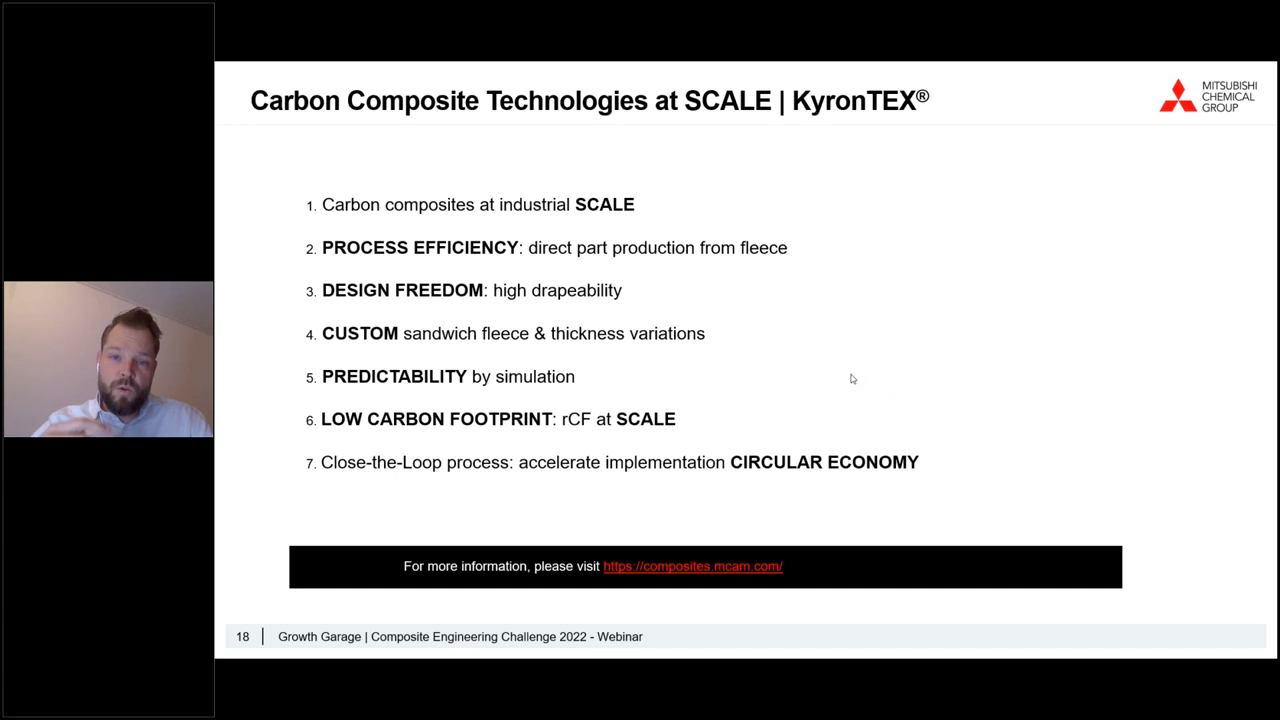 Carbon Composite Technologies at SCALE | KyronTEX®
MITSUBISHI
CHEMICAL
GROUP
1. Carbon composites at industrial SCALE
2. PROCESS EFFICIENCY: direct part production from fleece
3. DESIGN FREEDOM: high drapeability
4. CUSTOM sandwich fleece & thickness variations
5. PREDICTABILITY by simulation
6. LOW CARBON FOOTPRINT: rCF at SCALE
7. Close-the-Loop process: accelerate implementation CIRCULAR ECONOMY
For more information, please visit https://composites.mcam.com/
18 | Growth Garage | Composite Engineering Challenge 2022 - Webinar